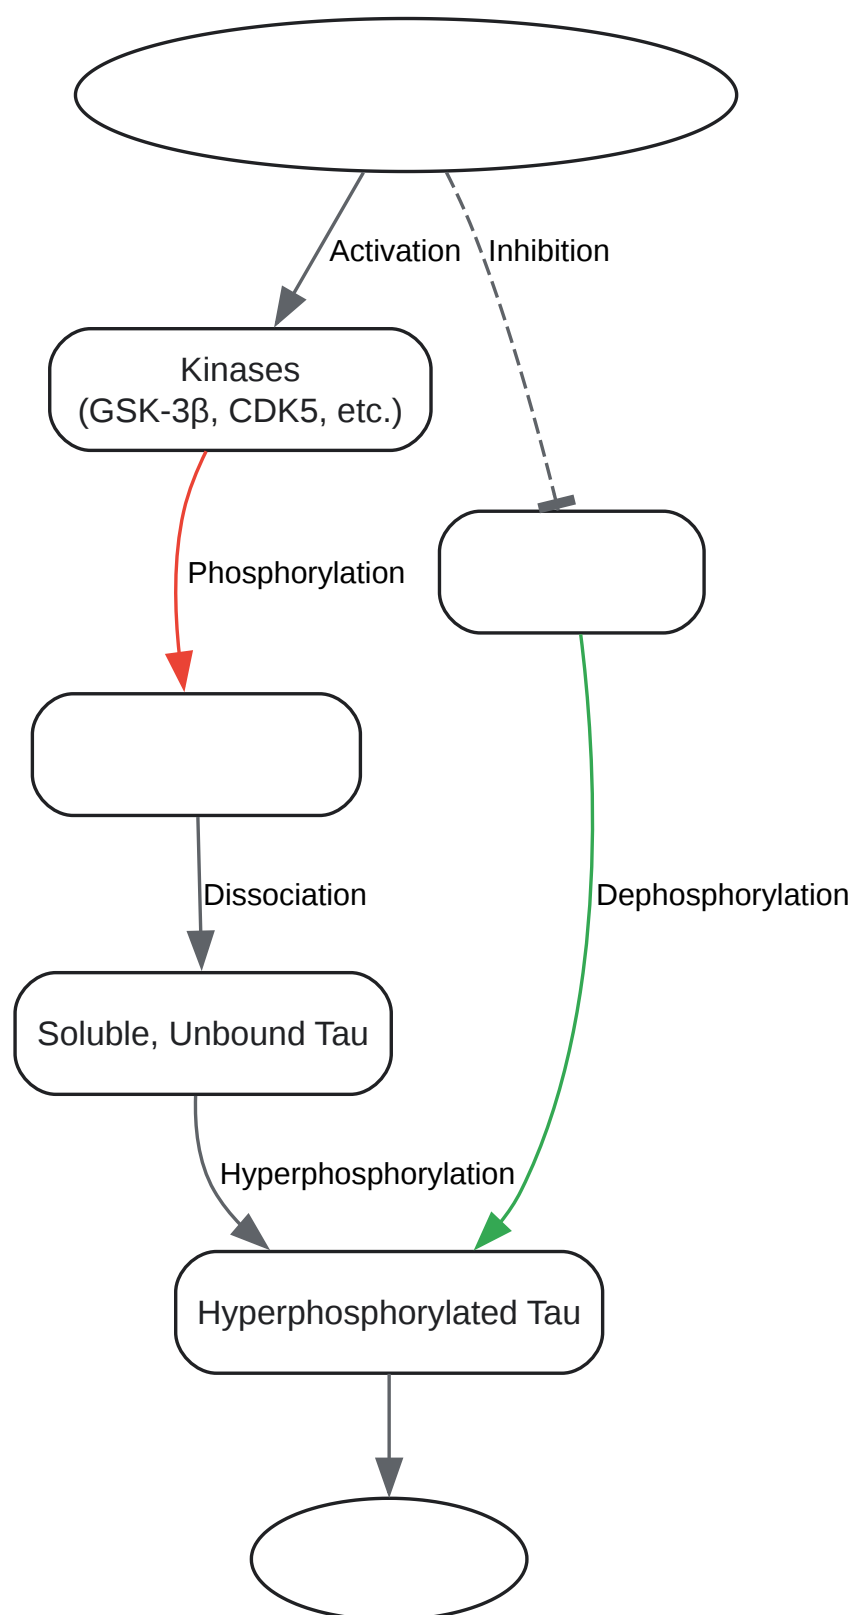 Activation
Inhibition
Kinases
(GSK-3β, CDK5, etc.)
Phosphorylation
Dissociation
Dephosphorylation
Soluble, Unbound Tau
Hyperphosphorylation
Hyperphosphorylated Tau